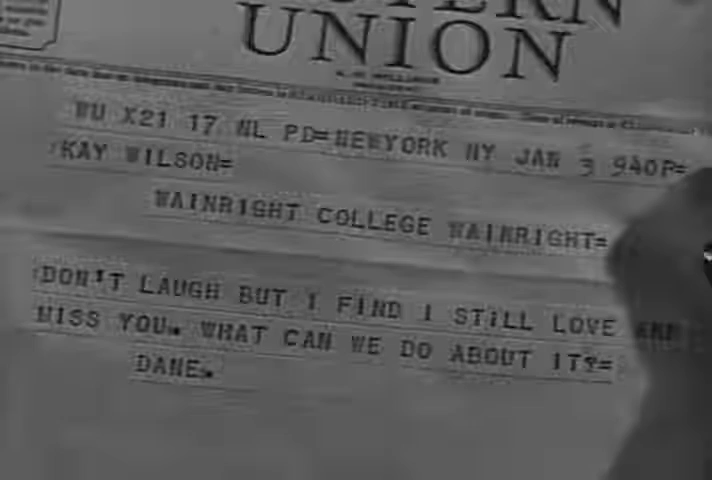 UNION
WU X21 17 NL PD=NEWYORK NY JAN 3 940P=
KAY WILSON=
WAINRIGHT COLLEGE WAINRIGHT=
DON'T LAUGH BUT I FIND I STILL LOVE AND
MISS YOU. WHAT CAN WE DO ABOUT IT?=
DANE.